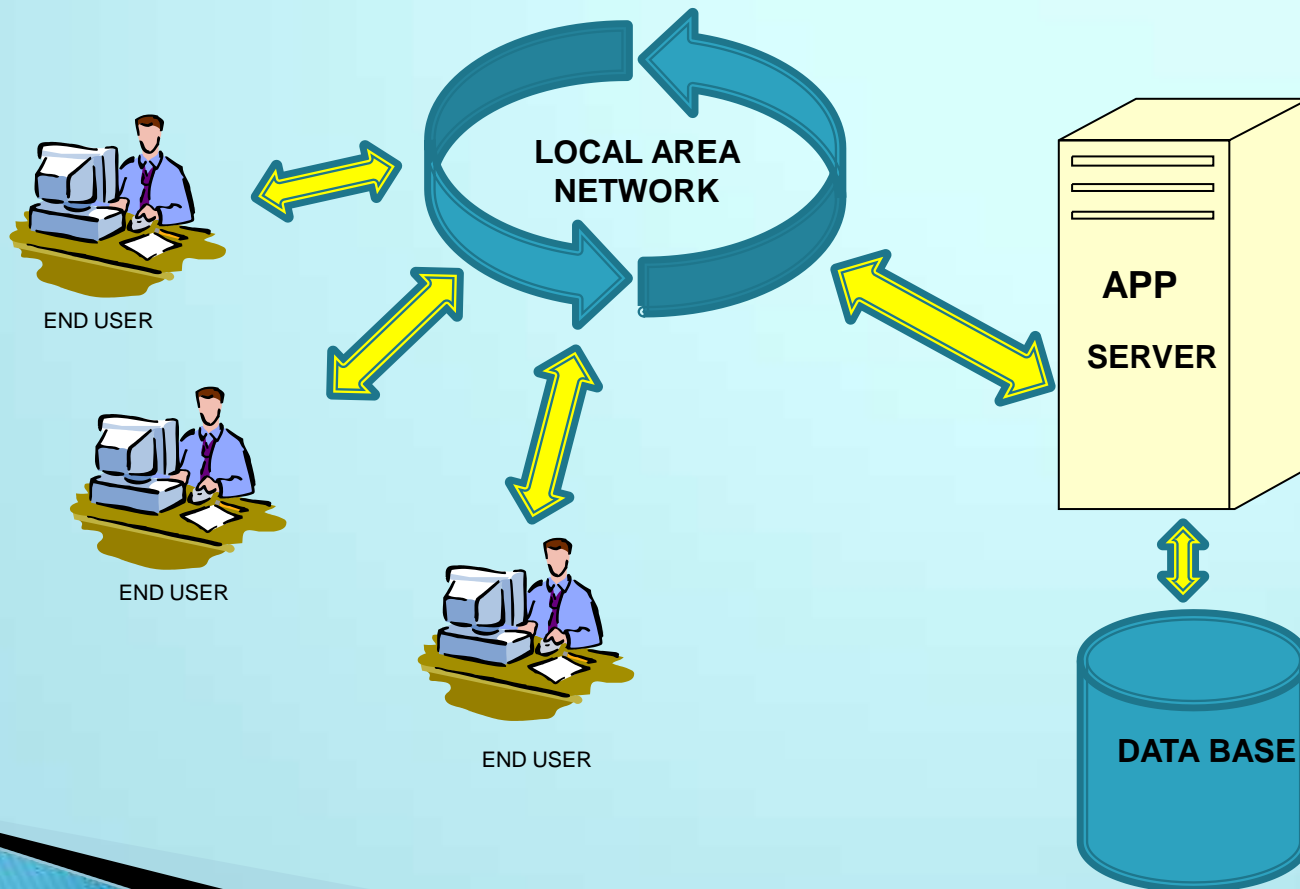 LOCAL AREA
NETWORK
END USER
APP
SERVER
END USER
END USER
DATA BASE